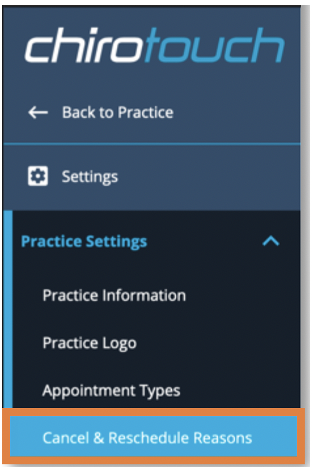 chirotouch
Back to Practice
Settings
Practice Settings
Practice Information
Practice Logo
Appointment Types
Cancel & Reschedule Reasons